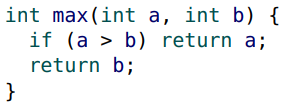 int max(int a, int b) {
  if (a > b) return a;
  return b;
}